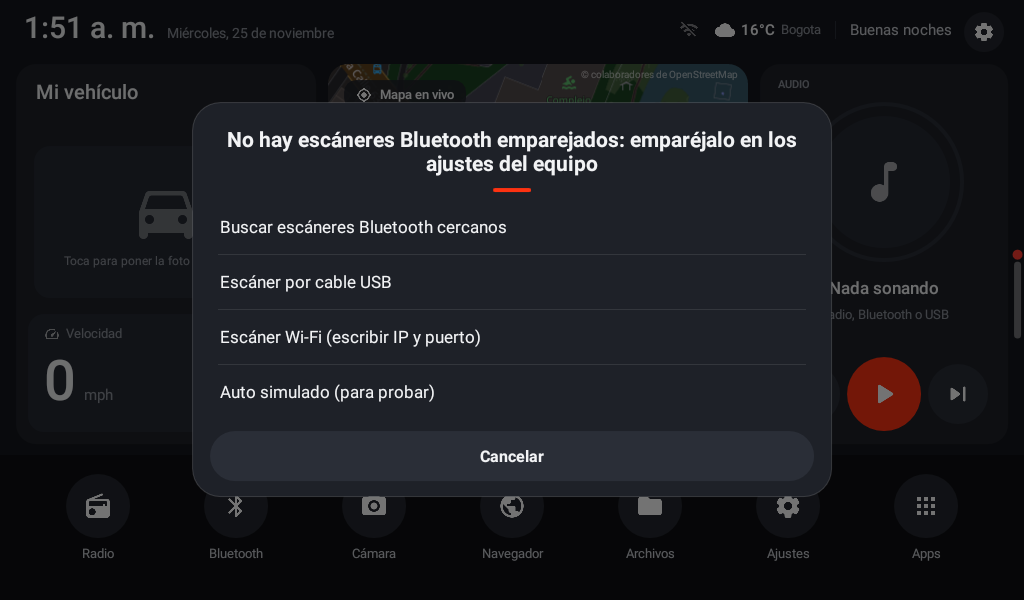 1:51 a. m.
Miércoles, 25 de noviembre
16°C Bogota
Buenas noches
Mi vehículo
© colaboradores de OpenStreetMap
Mapa en vivo
Complejo
AUDIO
No hay escáneres Bluetooth emparejados: emparéjalo en los
ajustes del equipo
Buscar escáneres Bluetooth cercanos
Escáner por cable USB
Escáner Wi-Fi (escribir IP y puerto)
Auto simulado (para probar)
Cancelar
Toca para poner la foto
Velocidad
0 mph
Nada sonando
adio, Bluetooth o USB
Radio
Bluetooth
Cámara
Navegador
Archivos
Ajustes
Apps